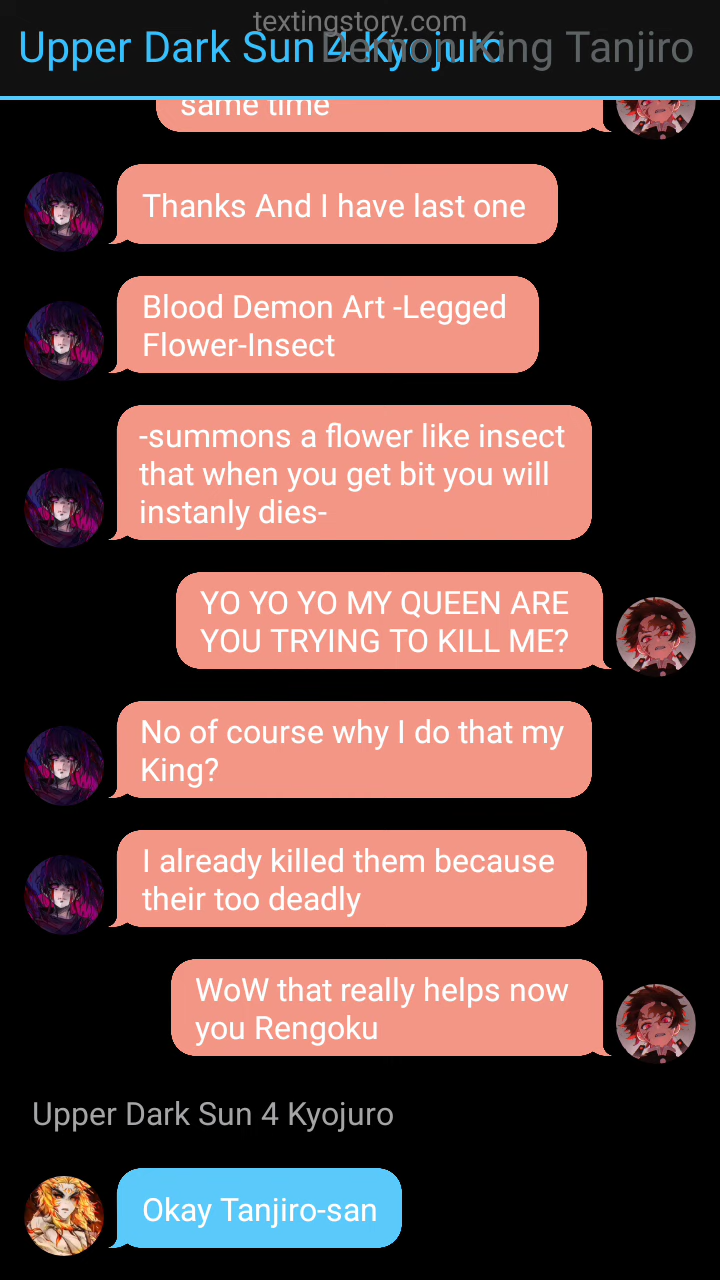 textingstory.com
Upper Dark Sun 4 Kyojuro
Demon King Tanjiro
same time
Thanks And I have last one
Blood Demon Art -Legged
Flower-Insect
-summons a flower like insect
that when you get bit you will
instanly dies-
YO YO YO MY QUEEN ARE
YOU TRYING TO KILL ME?
No of course why I do that my
King?
I already killed them because
their too deadly
WoW that really helps now
you Rengoku
Upper Dark Sun 4 Kyojuro
Okay Tanjiro-san